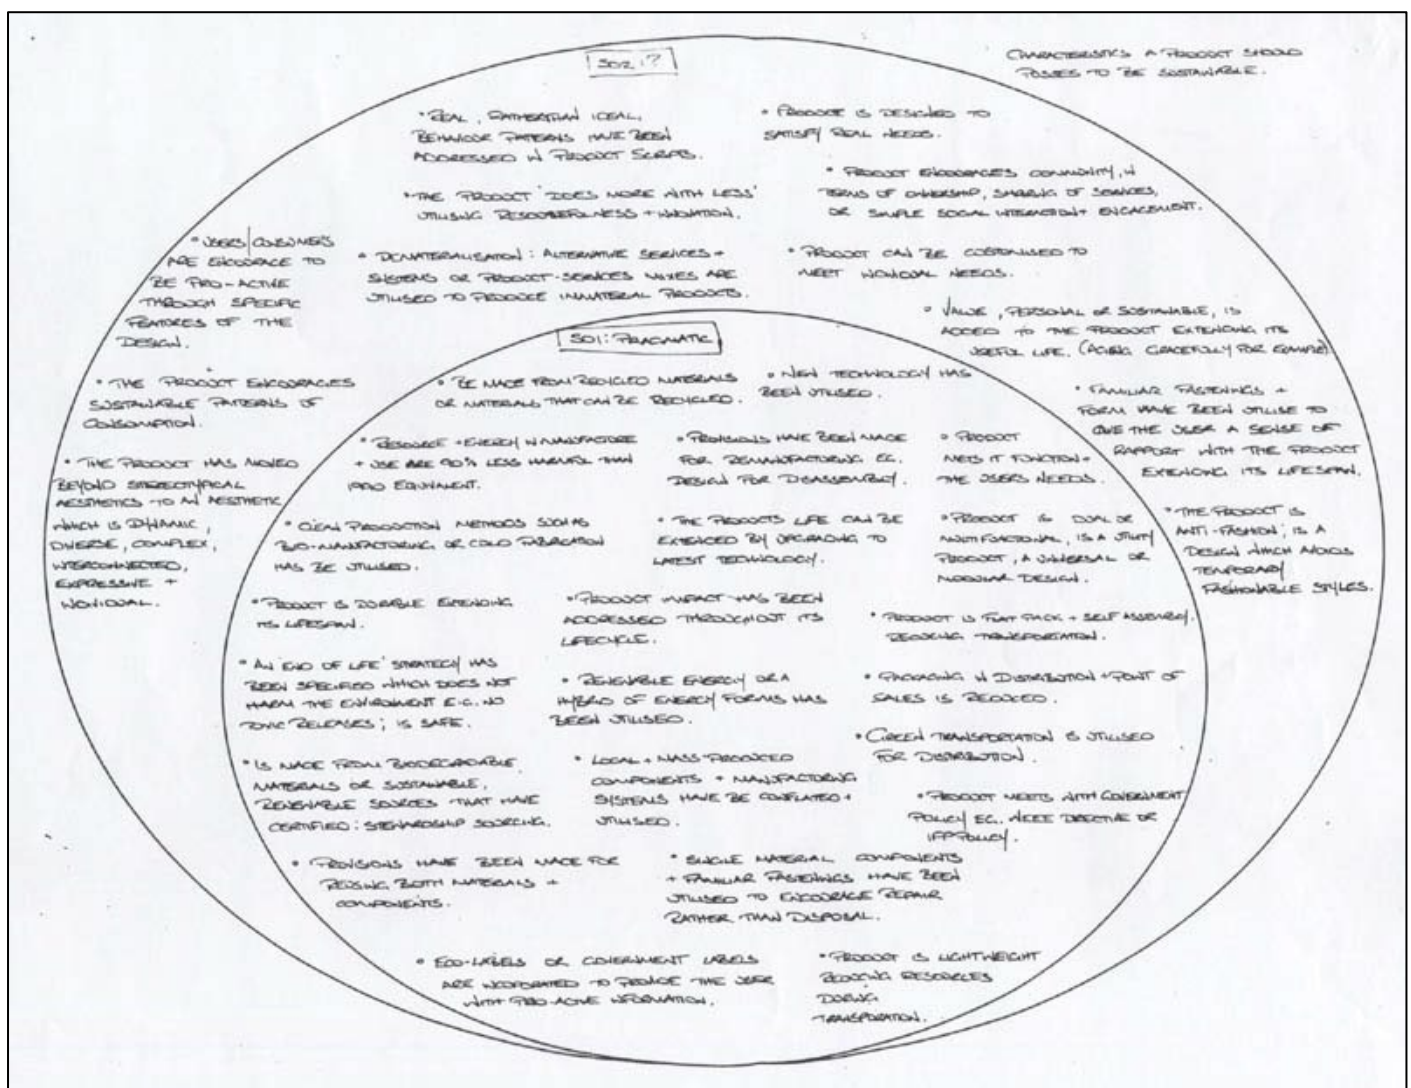 CHARACTERISTICS A PRODUCT SHOULD
POSSES TO BE SUSTAINABLE.
SD2: ?
• REAL, RATHER THAN IDEAL,
BEHAVIOUR PATTERNS HAVE BEEN
ADDRESSED IN PRODUCT SCRIPTS.
• THE PRODUCT 'DOES MORE WITH LESS'
UTILISING RESOURCEFULNESS + INNOVATION.
• DEMATERIALISATION: ALTERNATIVE SERVICES +
SYSTEMS OR PRODUCT-SERVICES MIXES ARE
UTILISED TO PRODUCE IMMATERIAL PRODUCTS.
• PRODUCT IS DESIGNED TO
SATISFY REAL NEEDS.
• PRODUCT ENCOURAGES COMMUNITY, IN
TERMS OF OWNERSHIP, SHARING OF SERVICES,
OR SIMPLE SOCIAL INTERACTION + ENGAGEMENT.
• PRODUCT CAN BE CUSTOMISED TO
MEET INDIVIDUAL NEEDS.
• VALUE, PERSONAL OR SUSTAINABLE, IS
ADDED TO THE PRODUCT EXTENDING ITS
USEFUL LIFE. (AGING GRACEFULLY FOR EXAMPLE)
• FAMILIAR FASTENINGS +
FORM HAVE BEEN UTILISE TO
GIVE THE USER A SENSE OF
RAPPORT WITH THE PRODUCT
EXTENDING ITS LIFESPAN.
• THE PRODUCT IS
ANTI-FASHION; IS A
DESIGN WHICH AVOIDS
TEMPORARY
FASHIONABLE STYLES.
• USERS/CONSUMERS
ARE ENCOURAGE TO
BE PRO-ACTIVE
THROUGH SPECIFIC
FEATURES OF THE
DESIGN.
• THE PRODUCT ENCOURAGES
SUSTAINABLE PATTERNS OF
CONSUMPTION.
• THE PRODUCT HAS MOVED
BEYOND STEREOTYPICAL
AESTHETICS TO AN AESTHETIC
WHICH IS DYNAMIC,
DIVERSE, COMPLEX,
INTERCONNECTED,
EXPRESSIVE +
INDIVIDUAL.
SD1: PRAGMATIC
• BE MADE FROM RECYCLED MATERIALS
OR MATERIALS THAT CAN BE RECYCLED.
• NEW TECHNOLOGY HAS
BEEN UTILISED.
• RESOURCE + ENERGY IN MANUFACTURE
+ USE ARE 90% LESS HARMFUL THAN
1990 EQUIVALENT.
• PROVISIONS HAVE BEEN MADE
FOR REMANUFACTURING EG.
DESIGN FOR DISASSEMBLY.
• PRODUCT
METS IT FUNCTION +
THE USERS NEEDS.
• CLEAN PRODUCTION METHODS SUCH AS
BIO-MANUFACTURING OR COLD FABRICATION
HAS BE UTILISED.
• THE PRODUCTS LIFE CAN BE
EXTENDED BY UPGRADING TO
LATEST TECHNOLOGY.
• PRODUCT IS DUAL OR
MULTIFUNCTIONAL, IS A UTILITY
PRODUCT, A UNIVERSAL OR
MODULAR DESIGN.
• PRODUCT IS DURABLE EXTENDING
ITS LIFESPAN.
• PRODUCT IMPACT HAS BEEN
ADDRESSED THROUGHOUT ITS
LIFECYCLE.
• PRODUCT IS FLAT PACK + SELF ASSEMBLY.
REDUCING TRANSPORTATION.
• AN 'END OF LIFE' STRATEGY HAS
BEEN SPECIFIED WHICH DOES NOT
HARM THE ENVIRONMENT E.G. NO
TOXIC RELEASES; IS SAFE.
• RENEWABLE ENERGY OR A
HYBRID OF ENERGY FORMS HAS
BEEN UTILISED.
• PACKAGING IN DISTRIBUTION + POINT OF
SALES IS REDUCED.
• GREEN TRANSPORTATION IS UTILISED
FOR DISTRIBUTION.
• IS MADE FROM BIODEGRADABLE
MATERIALS OR SUSTAINABLE,
RENEWABLE SOURCES THAT HAVE
CERTIFIED: STEWARDSHIP SOURCING.
• LOCAL + MASS PRODUCED
COMPONENTS + MANUFACTURING
SYSTEMS HAVE BE CONFLATED +
UTILISED.
• PRODUCT MEETS WITH GOVERNMENT
POLICY EG. WEEE DIRECTIVE OR
IPP POLICY.
• PROVISIONS HAVE BEEN MADE FOR
REUSING BOTH MATERIALS +
COMPONENTS.
• SINGLE MATERIAL COMPONENTS
+ FAMILIAR FASTENINGS HAVE BEEN
UTILISED TO ENCOURAGE REPAIR
RATHER THAN DISPOSAL.
• ECO-LABELS OR GOVERNMENT LABELS
ARE INCORPORATED TO PROVIDE THE USER
WITH PRO-ACTIVE INFORMATION.
• PRODUCT IS LIGHTWEIGHT
REDUCING RESOURCES
DURING
TRANSPORATION.